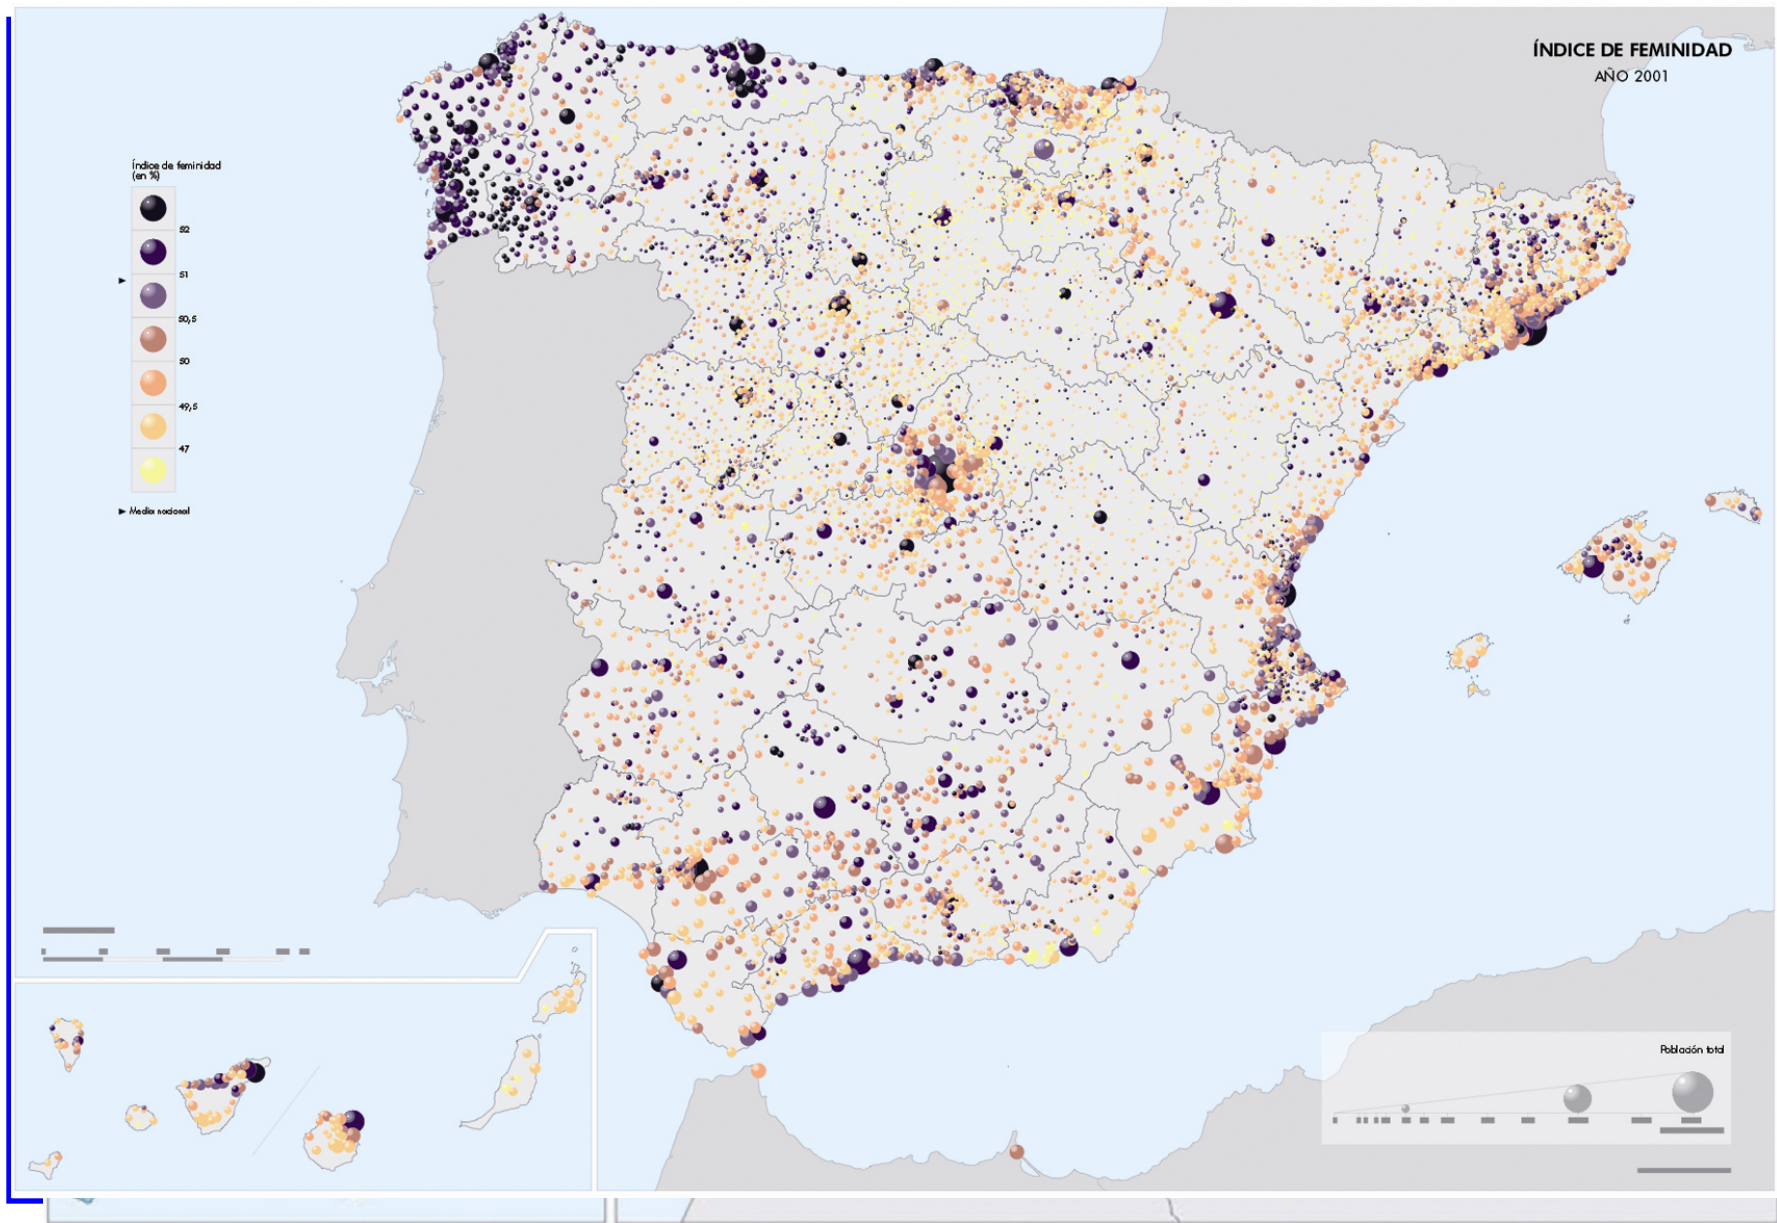 ÍNDICE DE FEMINIDAD
AÑO 2001
Índice de feminidad
(en %)
52
51
50,5
50
49,5
47
Media nacional
Población total